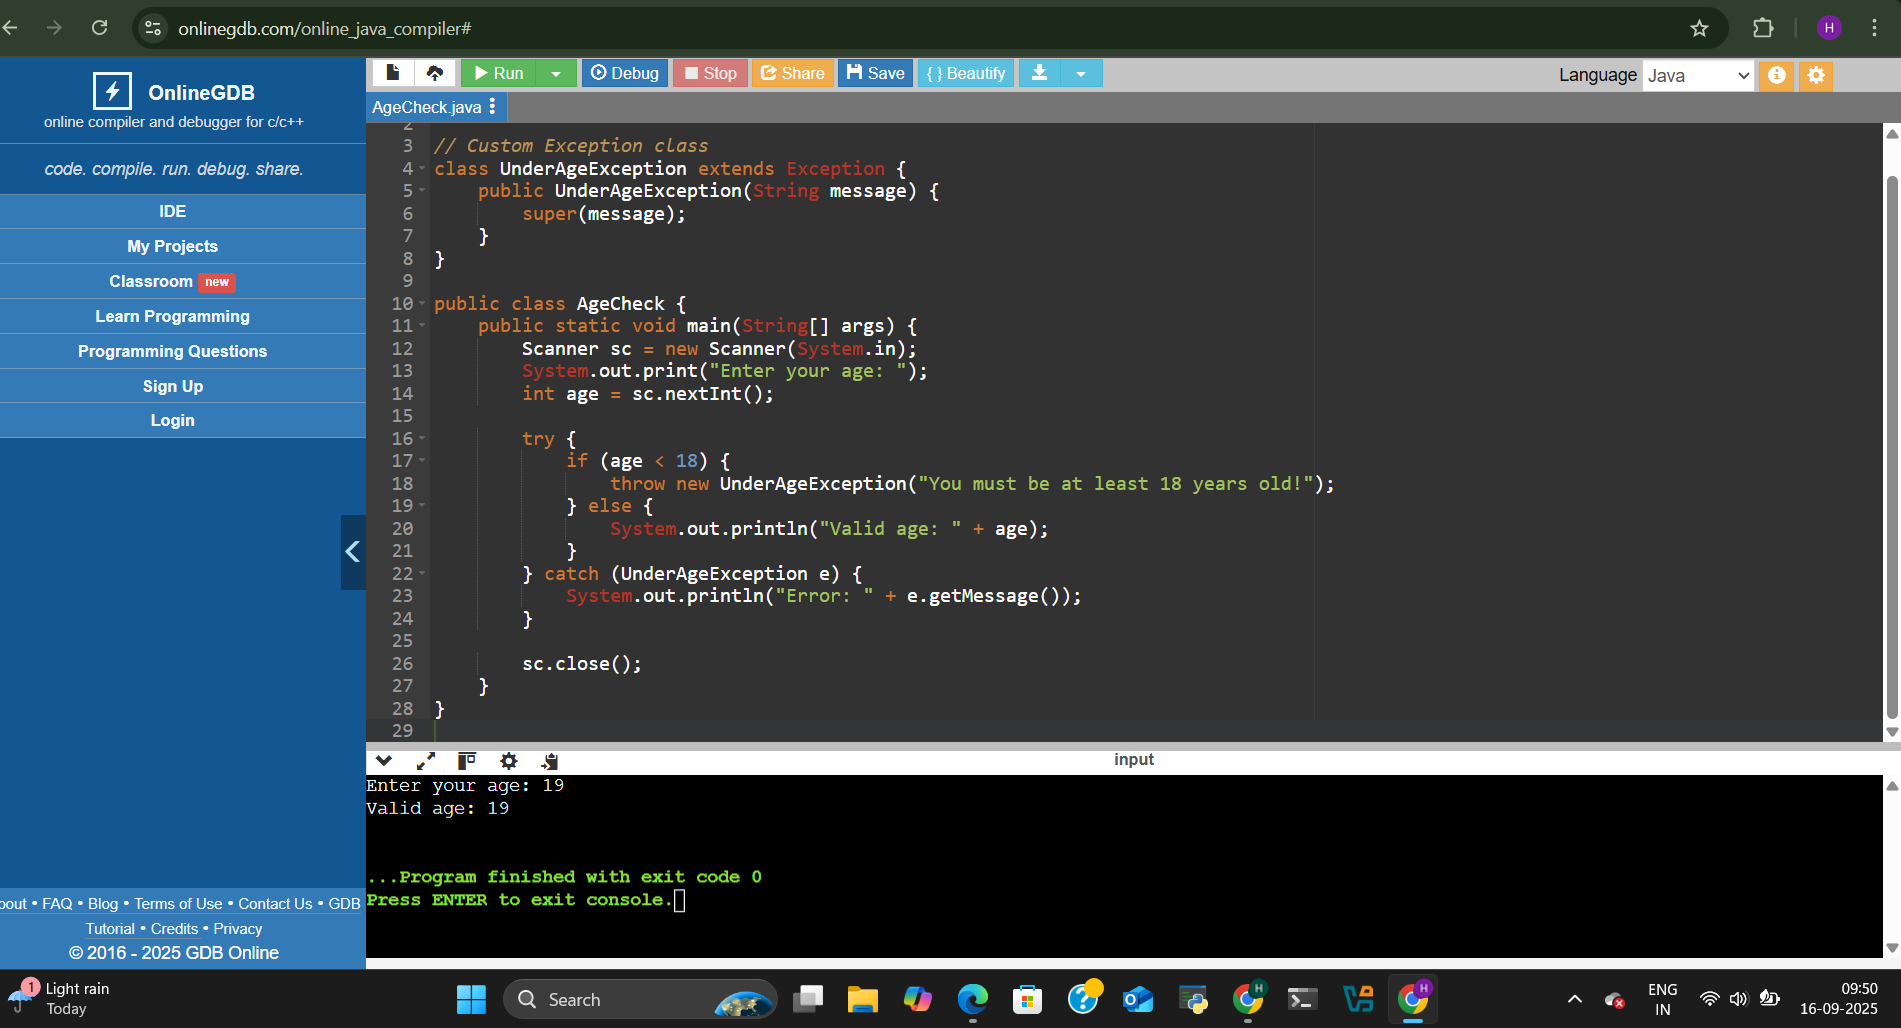 onlinegdb.com/online_java_compiler#
H
OnlineGDB
online compiler and debugger for c/c++
code. compile. run. debug. share.
IDE
My Projects
Classroom new
Learn Programming
Programming Questions
Sign Up
Login
bout • FAQ • Blog • Terms of Use • Contact Us • GDB
Tutorial • Credits • Privacy
© 2016 - 2025 GDB Online
Run Debug Stop Share Save { } Beautify
Language Java
AgeCheck.java
2
3 // Custom Exception class
4 class UnderAgeException extends Exception {
5     public UnderAgeException(String message) {
6         super(message);
7     }
8 }
9
10 public class AgeCheck {
11     public static void main(String[] args) {
12         Scanner sc = new Scanner(System.in);
13         System.out.print("Enter your age: ");
14         int age = sc.nextInt();
15
16         try {
17             if (age < 18) {
18                 throw new UnderAgeException("You must be at least 18 years old!");
19             } else {
20                 System.out.println("Valid age: " + age);
21             }
22         } catch (UnderAgeException e) {
23             System.out.println("Error: " + e.getMessage());
24         }
25
26         sc.close();
27     }
28 }
29
input
Enter your age: 19
Valid age: 19
...Program finished with exit code 0
Press ENTER to exit console.
1
Light rain
Today
Search
H
H
ENG
IN
09:50
16-09-2025